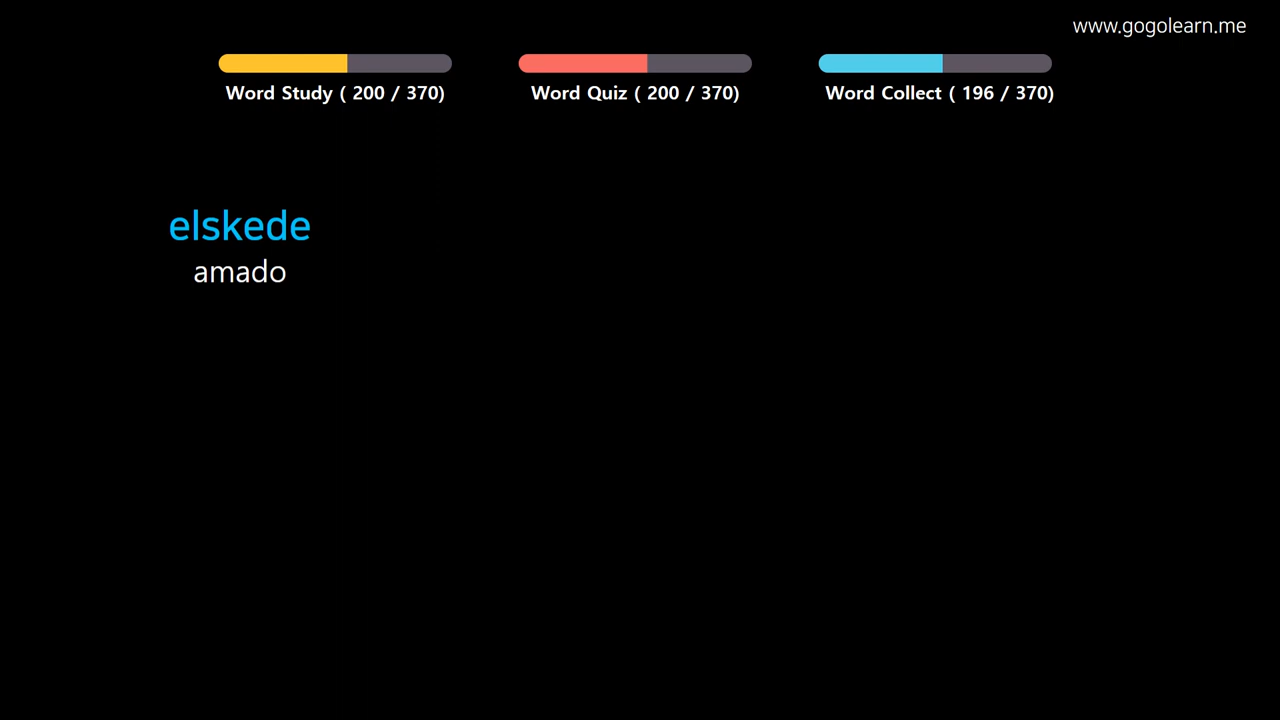 www.gogolearn.me
Word Study ( 200 / 370)
Word Quiz ( 200 / 370)
Word Collect ( 196 / 370)
elskede
amado